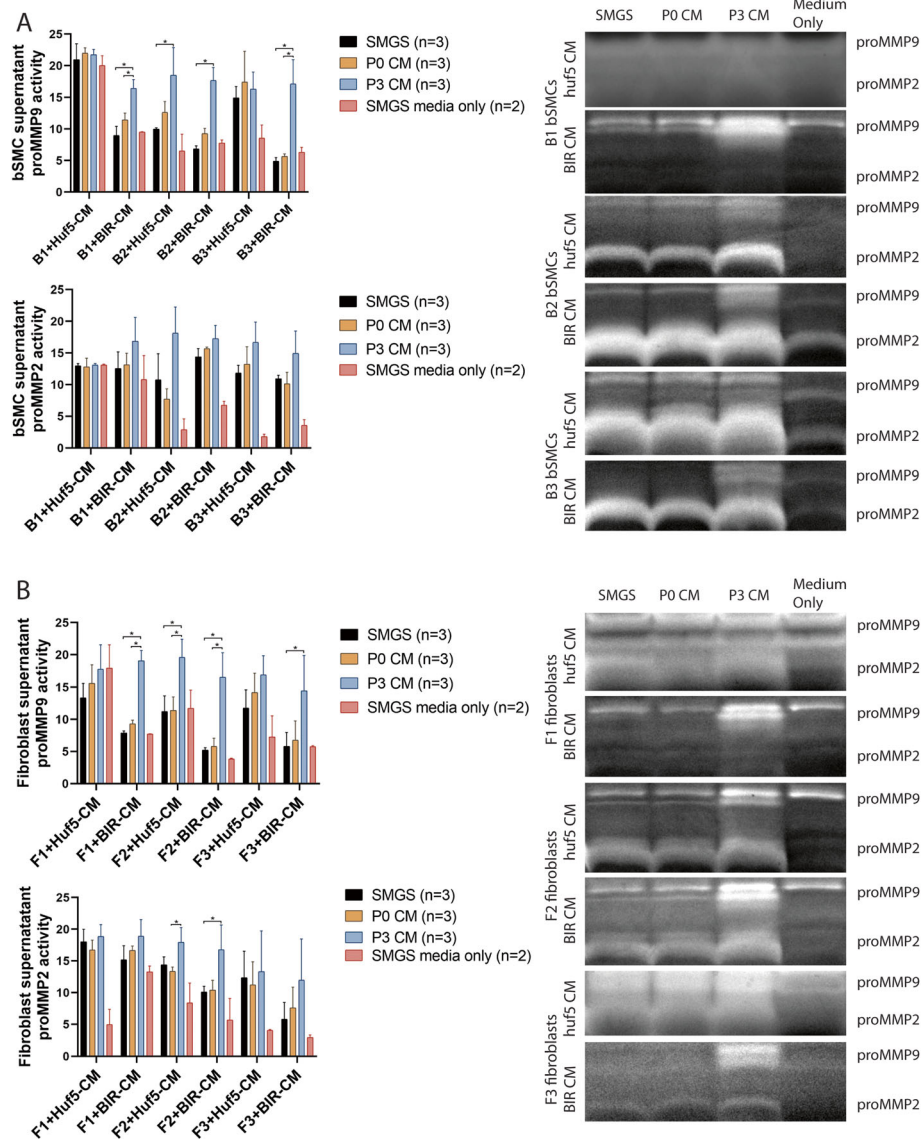 A
bSMC supernatant
proMMP9 activity
25
20
15
10
5
0
B1+Huf5-CM
B1+BIR-CM
B2+Huf5-CM
B2+BIR-CM
B3+Huf5-CM
B3+BIR-CM
* * * * * *
SMGS (n=3)
P0 CM (n=3)
P3 CM (n=3)
SMGS media only (n=2)
bSMC supernatant
proMMP2 activity
25
20
15
10
5
0
B1+Huf5-CM
B1+BIR-CM
B2+Huf5-CM
B2+BIR-CM
B3+Huf5-CM
B3+BIR-CM
SMGS (n=3)
P0 CM (n=3)
P3 CM (n=3)
SMGS media only (n=2)
SMGS P0 CM P3 CM Medium
Only
B1 bSMCs
huf5 CM
proMMP9
proMMP2
BIR CM
proMMP9
proMMP2
B2 bSMCs
huf5 CM
proMMP9
proMMP2
BIR CM
proMMP9
proMMP2
B3 bSMCs
huf5 CM
proMMP9
proMMP2
BIR CM
proMMP9
proMMP2
B
Fibroblast supernatant
proMMP9 activity
25
20
15
10
5
0
F1+Huf5-CM
F1+BIR-CM
F2+Huf5-CM
F2+BIR-CM
F3+Huf5-CM
F3+BIR-CM
* * * * * * *
SMGS (n=3)
P0 CM (n=3)
P3 CM (n=3)
SMGS media only (n=2)
Fibroblast supernatant
proMMP2 activity
25
20
15
10
5
0
F1+Huf5-CM
F1+BIR-CM
F2+Huf5-CM
F2+BIR-CM
F3+Huf5-CM
F3+BIR-CM
* *
SMGS (n=3)
P0 CM (n=3)
P3 CM (n=3)
SMGS media only (n=2)
SMGS P0 CM P3 CM Medium
Only
F1 fibroblasts
huf5 CM
proMMP9
proMMP2
BIR CM
proMMP9
proMMP2
F2 fibroblasts
huf5 CM
proMMP9
proMMP2
BIR CM
proMMP9
proMMP2
F3 fibroblasts
huf5 CM
proMMP9
proMMP2
BIR CM
proMMP9
proMMP2